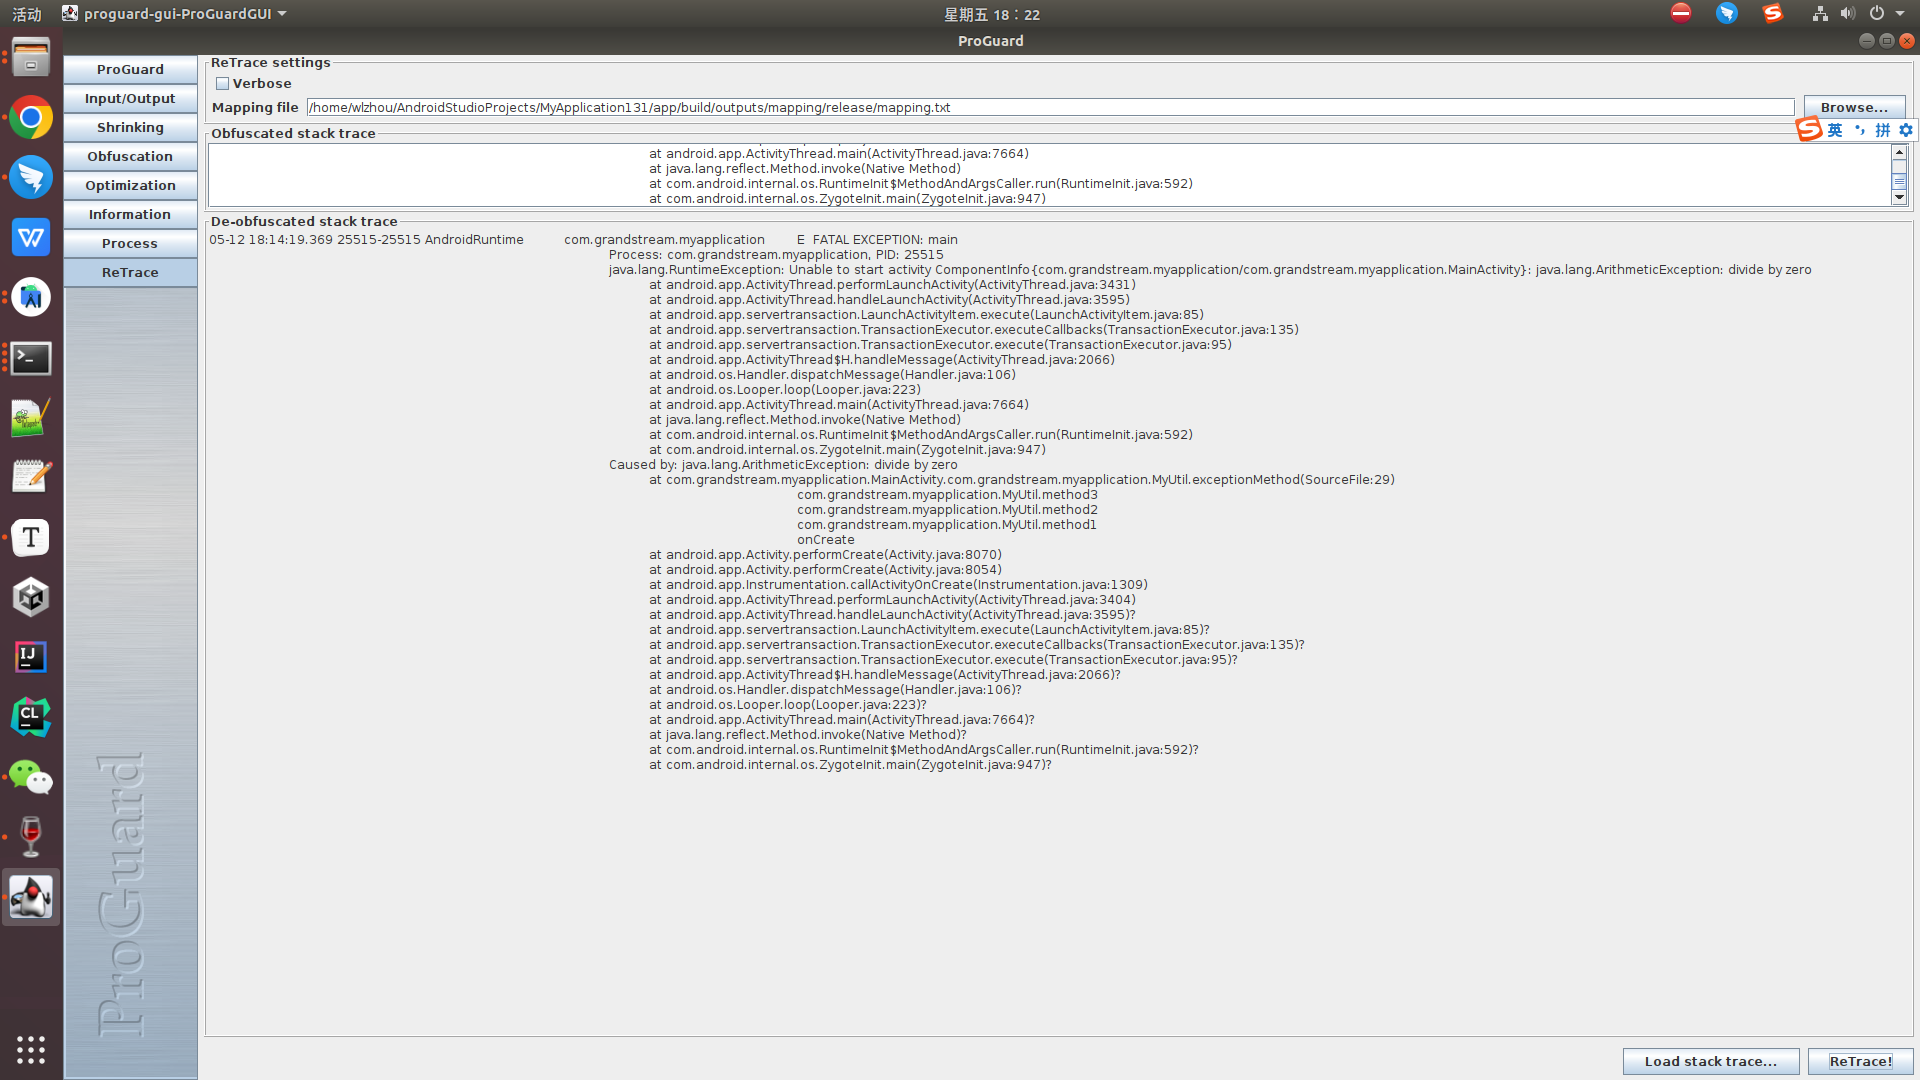 活动 proguard-gui-ProGuardGUI 星期五 18：22
ProGuard
ProGuard
Input/Output
Shrinking
Obfuscation
Optimization
Information
Process
ReTrace
ProGuard
ReTrace settings
Verbose
Mapping file /home/wlzhou/AndroidStudioProjects/MyApplication131/app/build/outputs/mapping/release/mapping.txt Browse...
S 英 拼
Obfuscated stack trace
at android.app.ActivityThread.main(ActivityThread.java:7664)
at java.lang.reflect.Method.invoke(Native Method)
at com.android.internal.os.RuntimeInit$MethodAndArgsCaller.run(RuntimeInit.java:592)
at com.android.internal.os.ZygoteInit.main(ZygoteInit.java:947)
De-obfuscated stack trace
05-12 18:14:19.369 25515-25515 AndroidRuntime com.grandstream.myapplication E FATAL EXCEPTION: main
Process: com.grandstream.myapplication, PID: 25515
java.lang.RuntimeException: Unable to start activity ComponentInfo{com.grandstream.myapplication/com.grandstream.myapplication.MainActivity}: java.lang.ArithmeticException: divide by zero
at android.app.ActivityThread.performLaunchActivity(ActivityThread.java:3431)
at android.app.ActivityThread.handleLaunchActivity(ActivityThread.java:3595)
at android.app.servertransaction.LaunchActivityItem.execute(LaunchActivityItem.java:85)
at android.app.servertransaction.TransactionExecutor.executeCallbacks(TransactionExecutor.java:135)
at android.app.servertransaction.TransactionExecutor.execute(TransactionExecutor.java:95)
at android.app.ActivityThread$H.handleMessage(ActivityThread.java:2066)
at android.os.Handler.dispatchMessage(Handler.java:106)
at android.os.Looper.loop(Looper.java:223)
at android.app.ActivityThread.main(ActivityThread.java:7664)
at java.lang.reflect.Method.invoke(Native Method)
at com.android.internal.os.RuntimeInit$MethodAndArgsCaller.run(RuntimeInit.java:592)
at com.android.internal.os.ZygoteInit.main(ZygoteInit.java:947)
Caused by: java.lang.ArithmeticException: divide by zero
at com.grandstream.myapplication.MainActivity.com.grandstream.myapplication.MyUtil.exceptionMethod(SourceFile:29)
com.grandstream.myapplication.MyUtil.method3
com.grandstream.myapplication.MyUtil.method2
com.grandstream.myapplication.MyUtil.method1
onCreate
at android.app.Activity.performCreate(Activity.java:8070)
at android.app.Activity.performCreate(Activity.java:8054)
at android.app.Instrumentation.callActivityOnCreate(Instrumentation.java:1309)
at android.app.ActivityThread.performLaunchActivity(ActivityThread.java:3404)
at android.app.ActivityThread.handleLaunchActivity(ActivityThread.java:3595)?
at android.app.servertransaction.LaunchActivityItem.execute(LaunchActivityItem.java:85)?
at android.app.servertransaction.TransactionExecutor.executeCallbacks(TransactionExecutor.java:135)?
at android.app.servertransaction.TransactionExecutor.execute(TransactionExecutor.java:95)?
at android.app.ActivityThread$H.handleMessage(ActivityThread.java:2066)?
at android.os.Handler.dispatchMessage(Handler.java:106)?
at android.os.Looper.loop(Looper.java:223)?
at android.app.ActivityThread.main(ActivityThread.java:7664)?
at java.lang.reflect.Method.invoke(Native Method)?
at com.android.internal.os.RuntimeInit$MethodAndArgsCaller.run(RuntimeInit.java:592)?
at com.android.internal.os.ZygoteInit.main(ZygoteInit.java:947)?
Load stack trace... ReTrace!